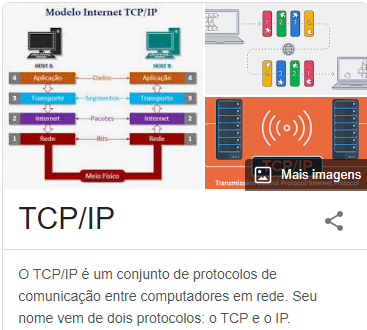 Modelo Internet TCP/IP
HOST A HOST B
4 Aplicação Dados Aplicação 4
3 Transporte Segmentos Transporte 3
2 Internet Pacotes Internet 2
1 Rede Bits Rede 1
Meio Físico
TCP/IP
Mais imagens
TCP/IP
O TCP/IP é um conjunto de protocolos de
comunicação entre computadores em rede. Seu
nome vem de dois protocolos: o TCP e o IP.